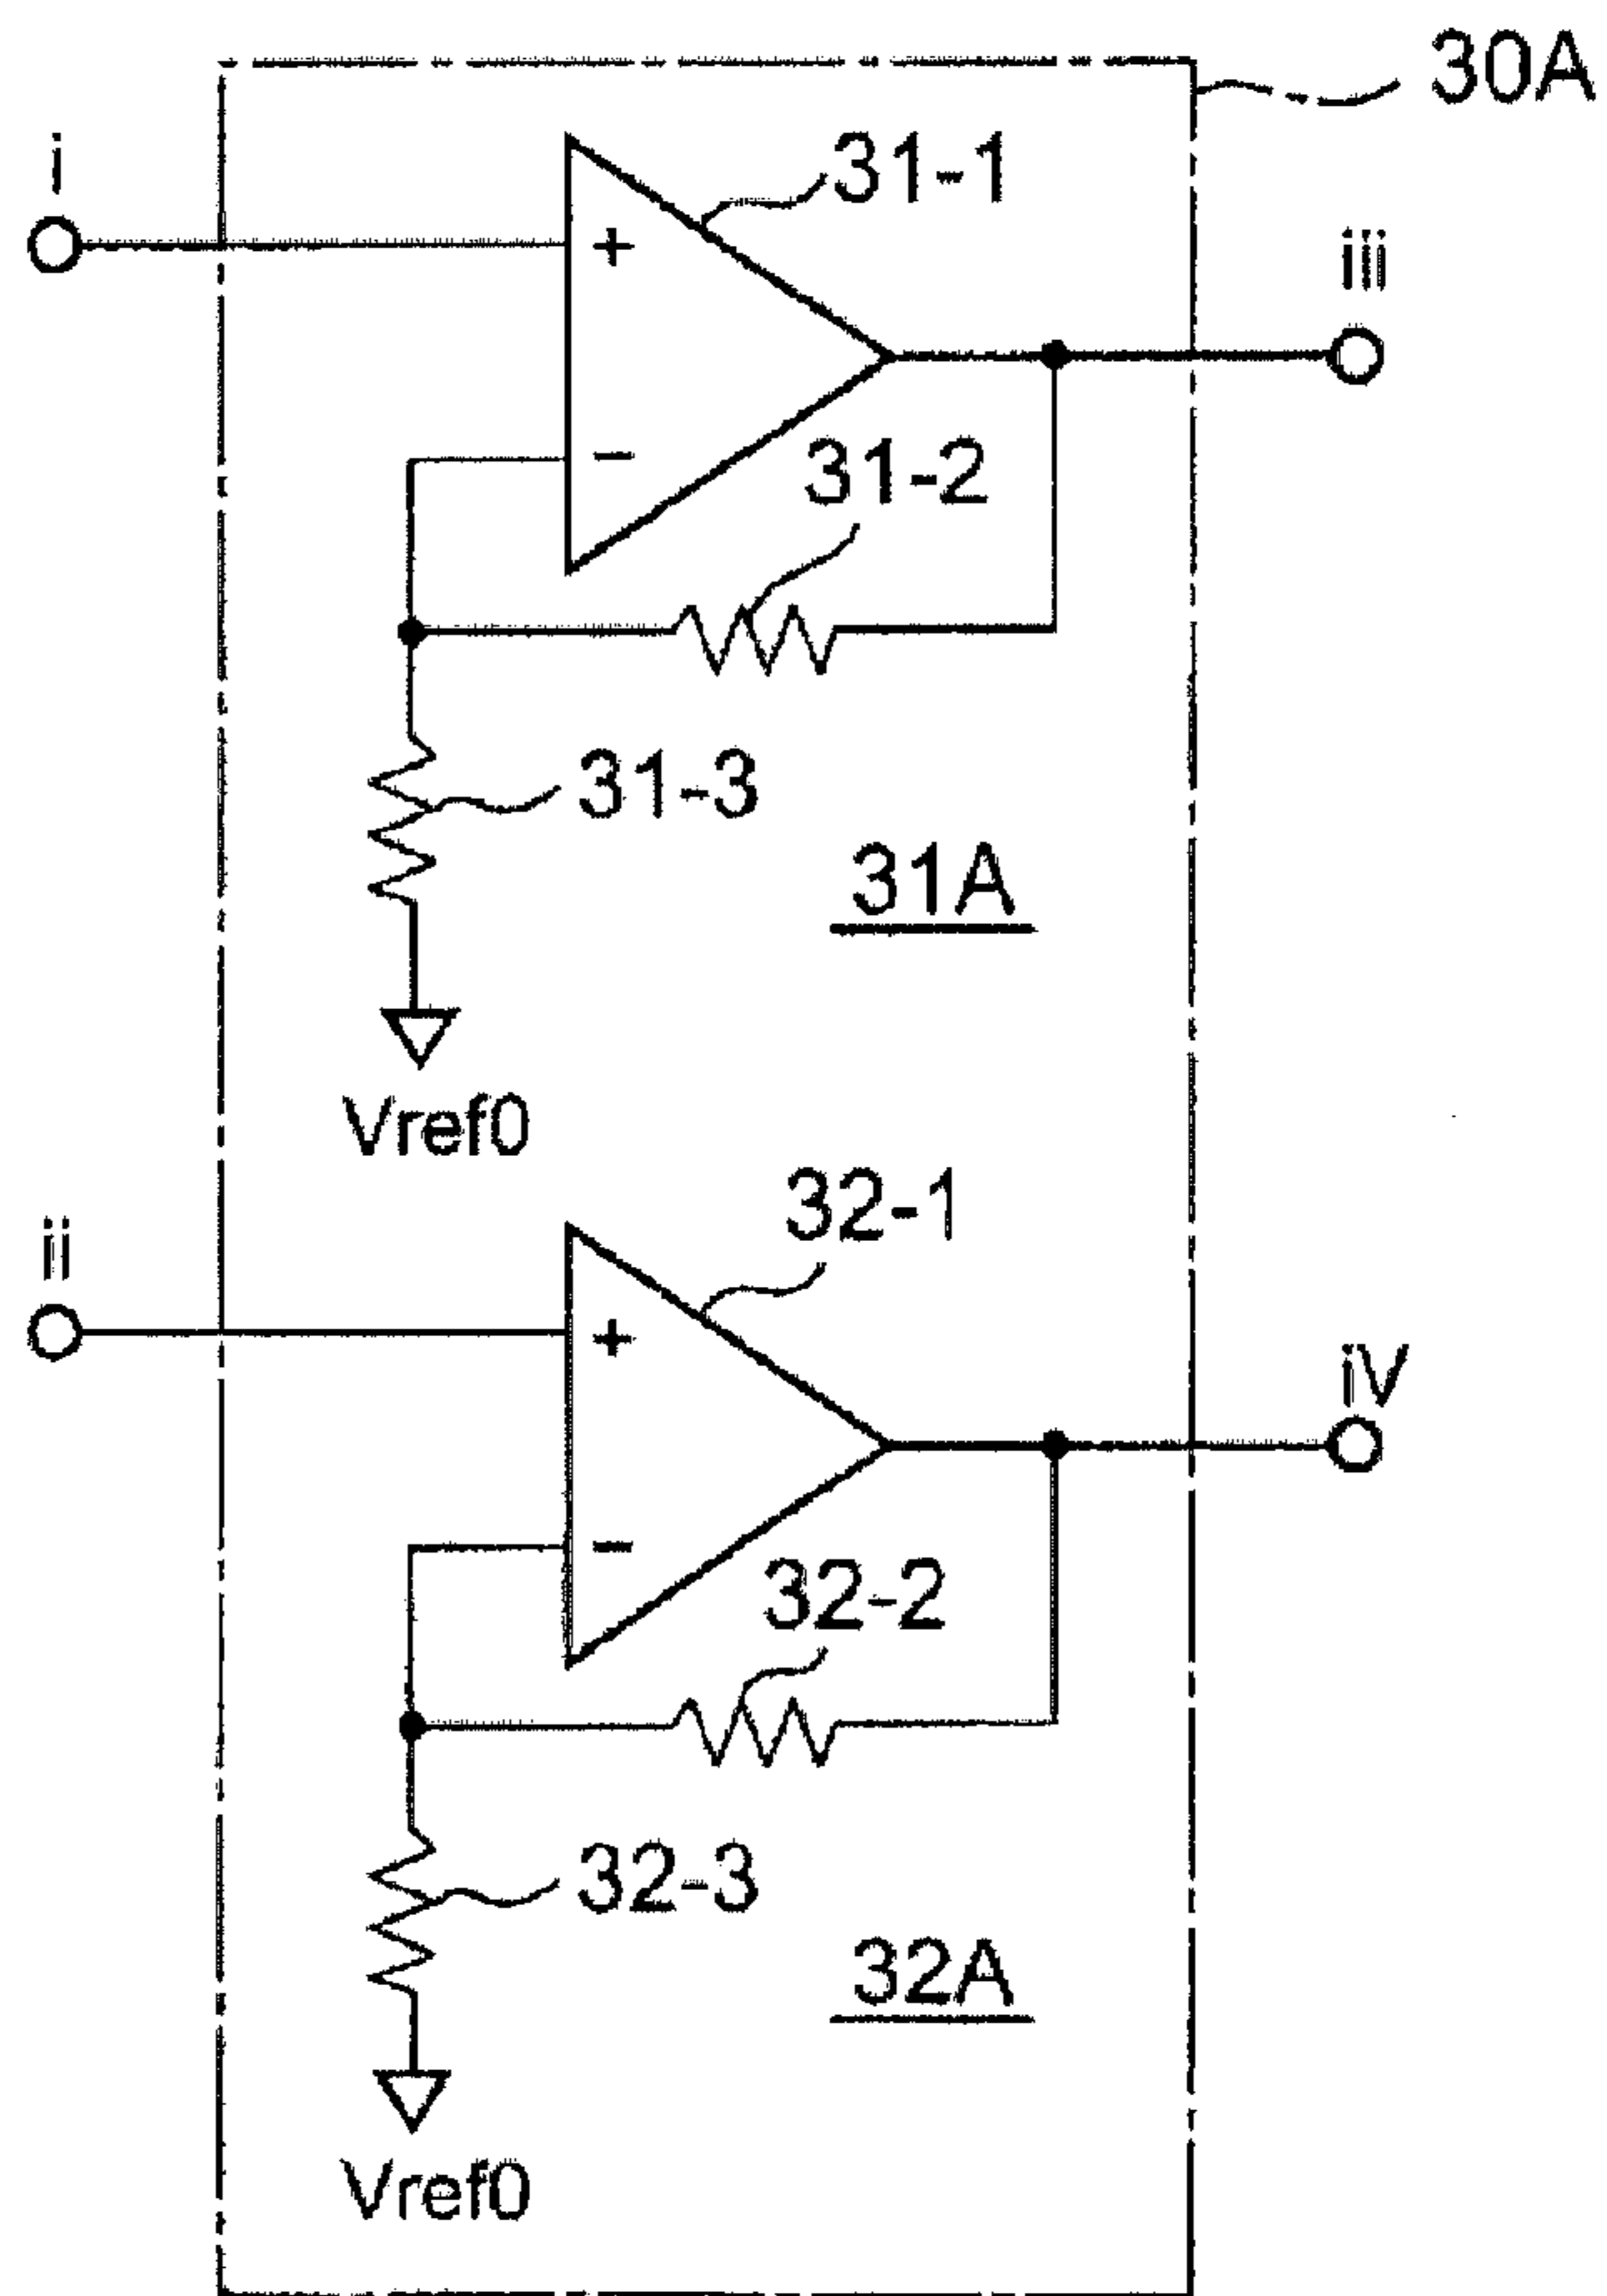 30A
i
31-1
+
iii
−
31-2
31-3
31A
Vref0
32-1
ii
+
iV
−
32-2
32-3
32A
Vref0